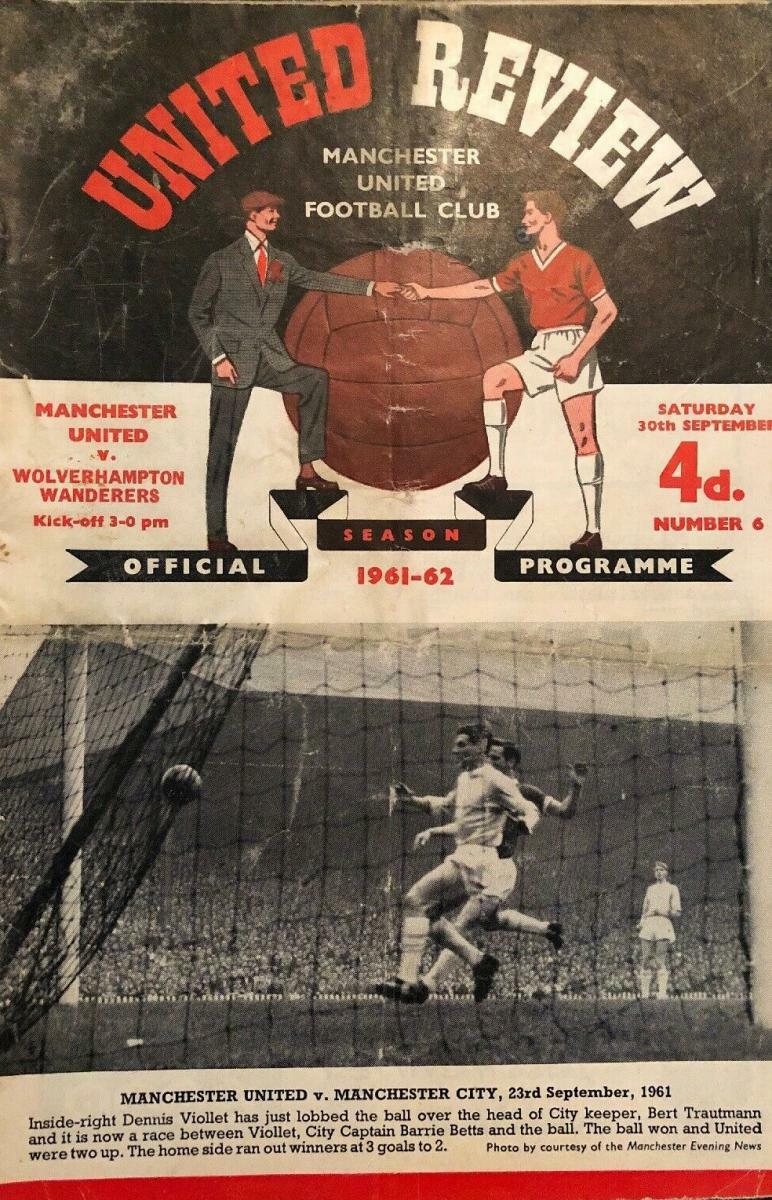 UNITED REVIEW
MANCHESTER
UNITED
FOOTBALL CLUB
MANCHESTER
UNITED
v.
WOLVERHAMPTON
WANDERERS
Kick-off 3-0 pm
SATURDAY
30th SEPTEMBER
4d.
NUMBER 6
SEASON
OFFICIAL
1961-62
PROGRAMME
MANCHESTER UNITED v. MANCHESTER CITY, 23rd September, 1961
Inside-right Dennis Viollet has just lobbed the ball over the head of City keeper, Bert Trautmann
and it is now a race between Viollet, City Captain Barrie Betts and the ball. The ball won and United
were two up. The home side ran out winners at 3 goals to 2. Photo by courtesy of the Manchester Evening News